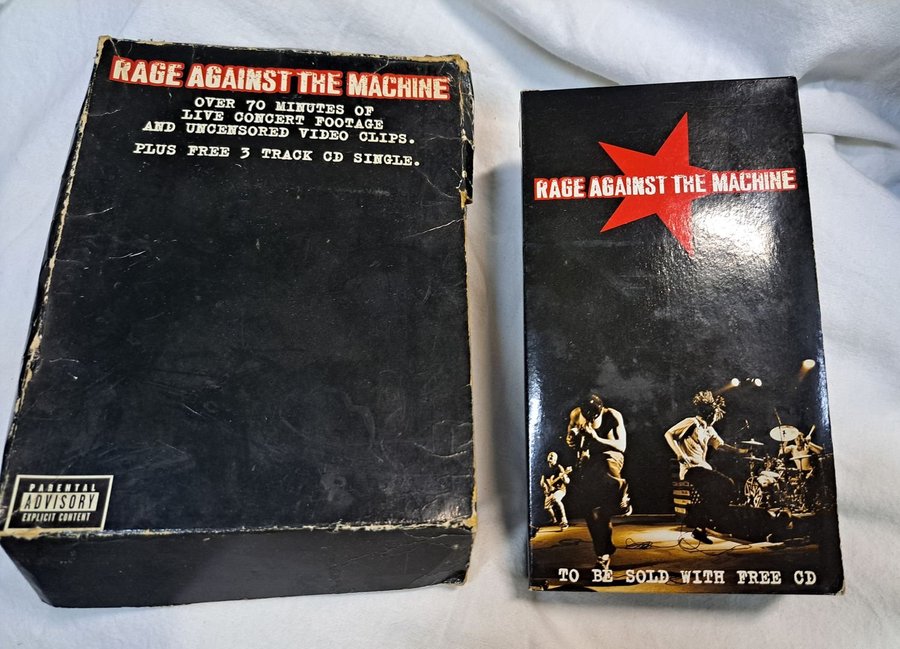 RAGE AGAINST THE MACHINE
OVER 70 MINUTES OF
LIVE CONCERT FOOTAGE
AND UNCENSORED VIDEO CLIPS.
PLUS FREE 3 TRACK CD SINGLE.
PARENTAL
ADVISORY
EXPLICIT CONTENT
RAGE AGAINST THE MACHINE
TO BE SOLD WITH FREE CD